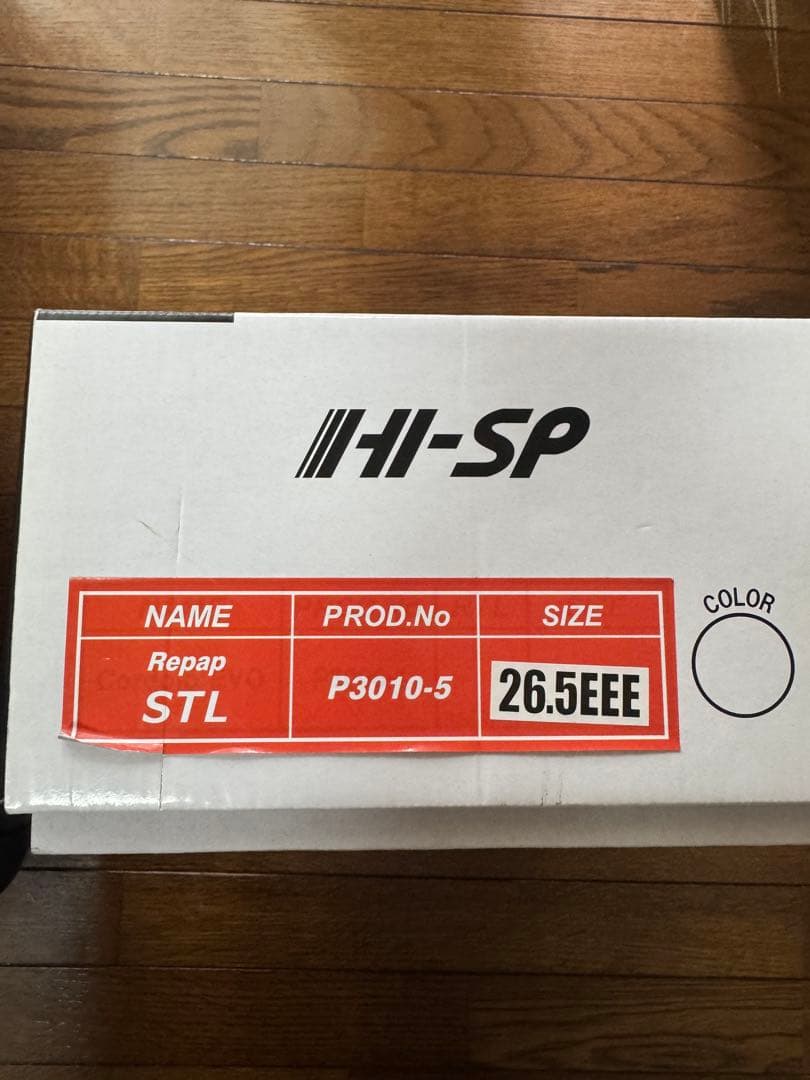 HI-SP
NAME PROD.No SIZE
Repap STL P3010-5 26.5EEE
COLOR